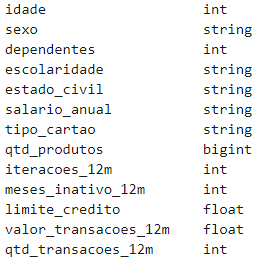 idade int
sexo string
dependentes int
escolaridade string
estado_civil string
salario_anual string
tipo_cartao string
qtd_produtos bigint
iteracoes_12m int
meses_inativo_12m int
limite_credito float
valor_transacoes_12m float
qtd_transacoes_12m int